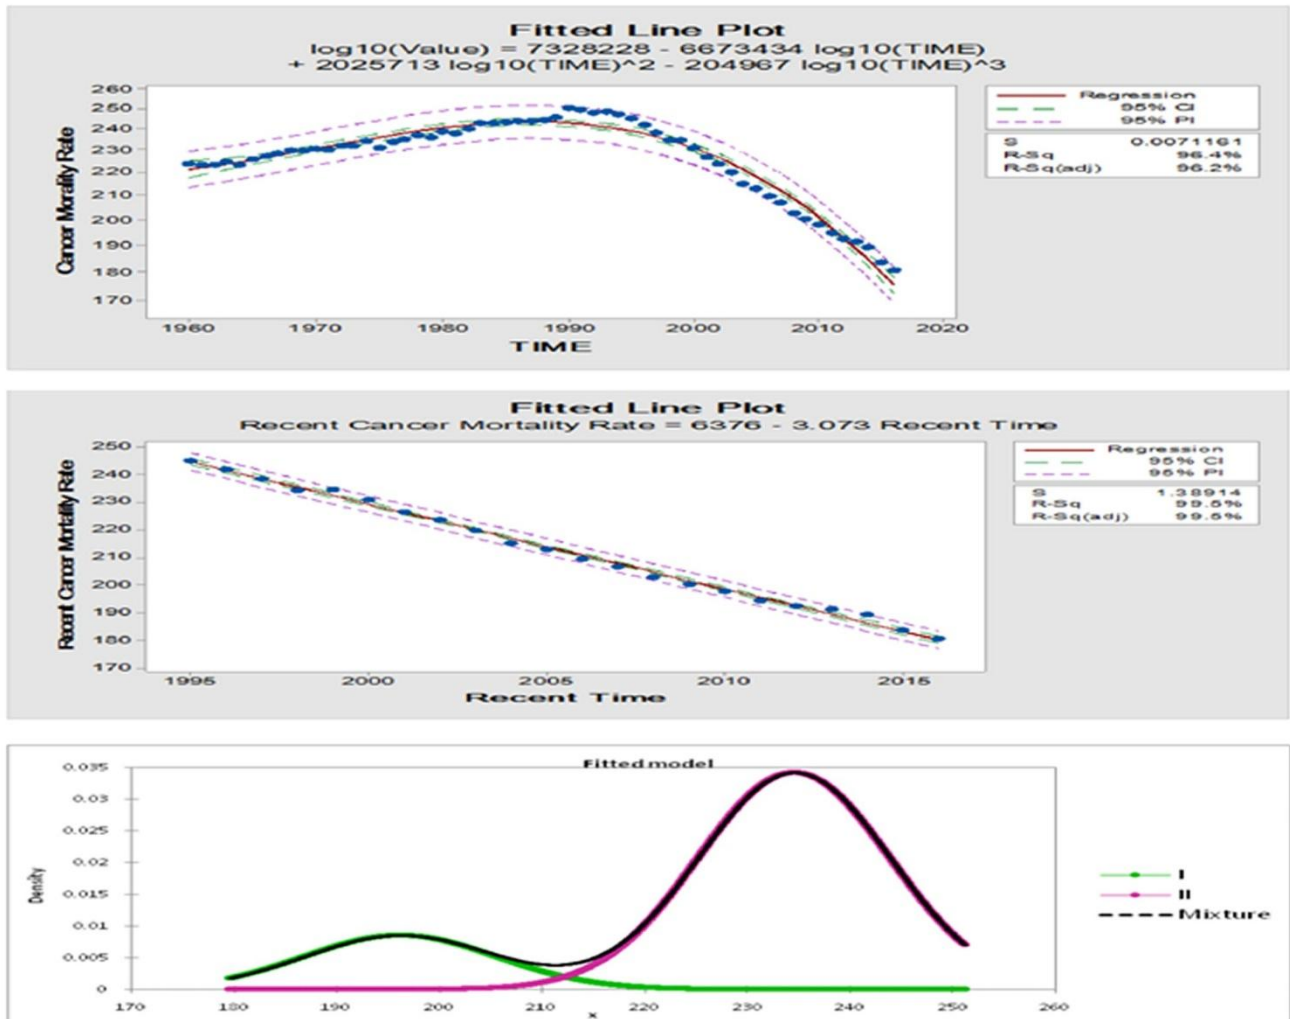 Fitted Line Plot
log10(Value) = 7328228 - 6673434 log10(TIME)
+ 2025713 log10(TIME)^2 - 204967 log10(TIME)^3
260
250
240
230
220
210
200
190
180
170
Cancer Morality Rate
1960 1970 1980 1990 2000 2010 2020
TIME
Regression
95% CI
95% PI
S 0.0071161
R-Sq 96.4%
R-Sq(adj) 96.2%
Fitted Line Plot
Recent Cancer Mortality Rate = 6376 - 3.073 Recent Time
250
240
230
220
210
200
190
180
170
Recent Cancer Mortality Rate
1995 2000 2005 2010 2015
Recent Time
Regression
95% CI
95% PI
S 1.38914
R-Sq 99.5%
R-Sq(adj) 99.5%
Fitted model
0.035
0.03
0.025
0.02
0.015
0.01
0.005
0
Density
170 180 190 200 210 220 230 240 250 260
x
I
II
Mixture